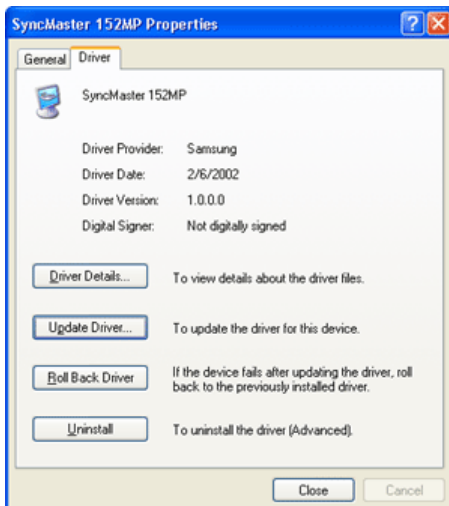 SyncMaster 152MP Properties
General Driver
SyncMaster 152MP
Driver Provider: Samsung
Driver Date: 2/6/2002
Driver Version: 1.0.0.0
Digital Signer: Not digitally signed
Driver Details... To view details about the driver files.
Update Driver... To update the driver for this device.
Roll Back Driver If the device fails after updating the driver, roll
back to the previously installed driver.
Uninstall To uninstall the driver (Advanced).
Close Cancel